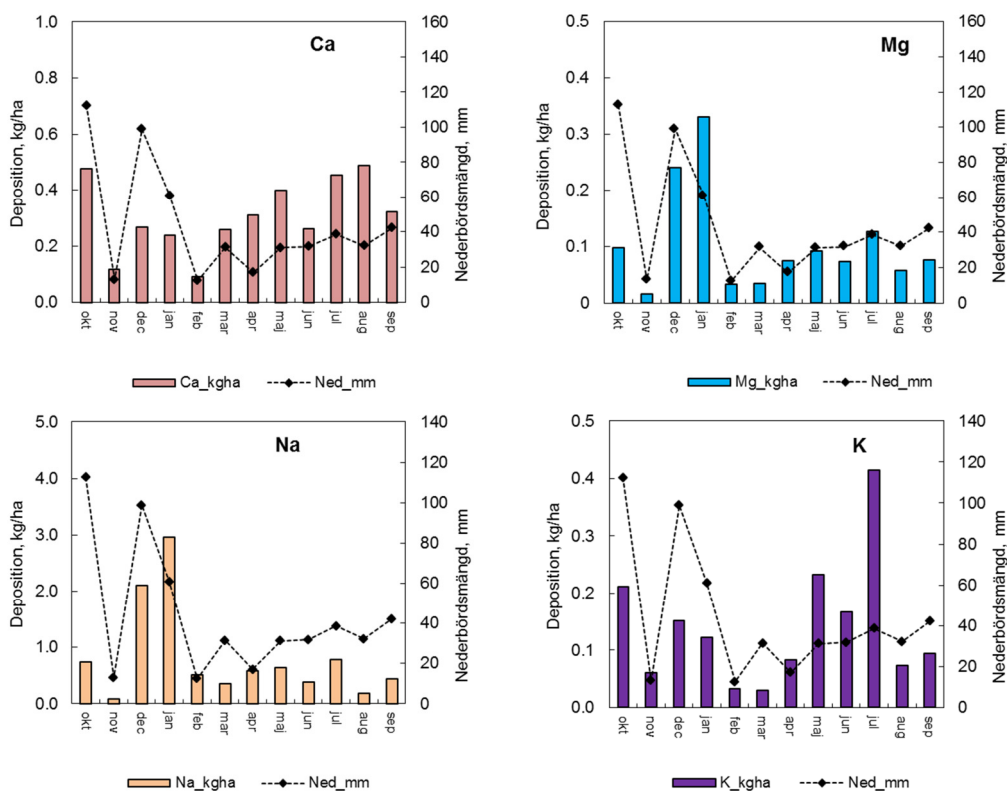 Ca
Deposition, kg/ha
1.0
0.8
0.6
0.4
0.2
0.0
160
140
120
100
80
60
40
20
0
Nederbördsmängd, mm
okt nov dec jan feb mar apr maj jun jul aug sep
Ca_kgha Ned_mm
Mg
Deposition, kg/ha
0.5
0.4
0.3
0.2
0.1
0
160
140
120
100
80
60
40
20
0
Nederbördsmängd, mm
okt nov dec jan feb mar apr maj jun jul aug sep
Mg_kgha Ned_mm
Na
Deposition, kg/ha
5.0
4.0
3.0
2.0
1.0
0.0
140
120
100
80
60
40
20
0
Nederbördsmängd, mm
okt nov dec jan feb mar apr maj jun jul aug sep
Na_kgha Ned_mm
K
Deposition, kg/ha
0.5
0.4
0.3
0.2
0.1
0.0
140
120
100
80
60
40
20
0
Nederbördsmängd, mm
okt nov dec jan feb mar apr maj jun jul aug sep
K_kgha Ned_mm